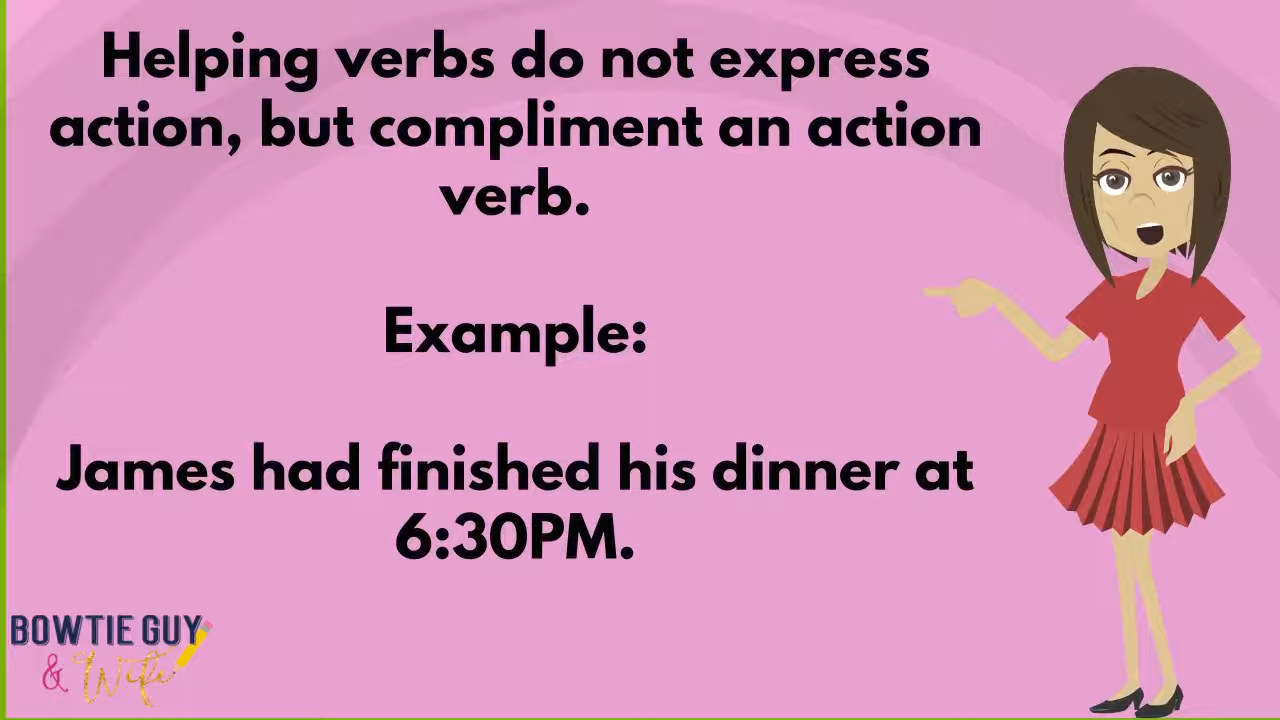 Helping verbs do not express
action, but compliment an action
verb.
Example:
James had finished his dinner at
6:30PM.
BOWTIE GUY
& Wife